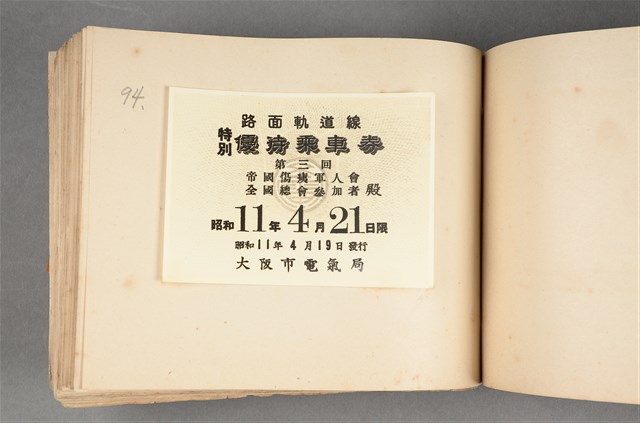 94.
路面軌道線
特別 優待乗車券
第三回
帝國傷痍軍人會
全國總會參加者殿
昭和11年4月21日限
昭和11年4月19日發行
大阪市電氣局